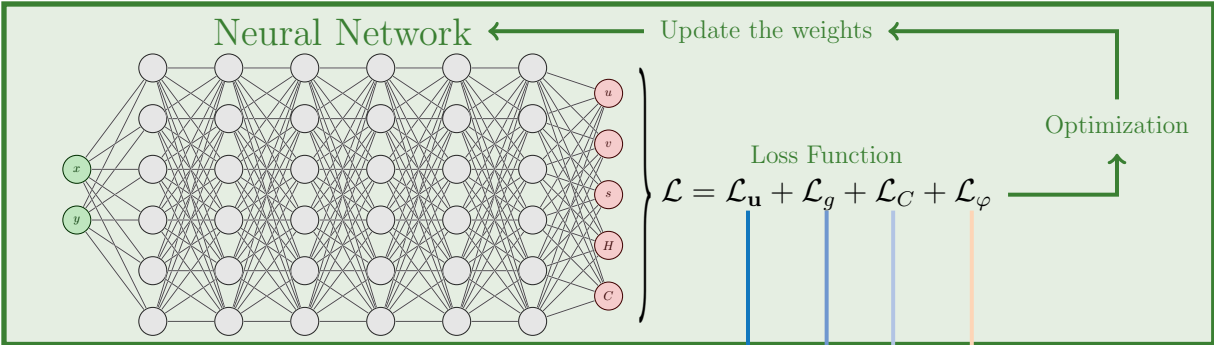 Neural Network
Update the weights
Optimization
Loss Function
x
y
u
v
s
H
C
ℒ = ℒ_𝐮 + ℒ_g + ℒ_C + ℒ_φ